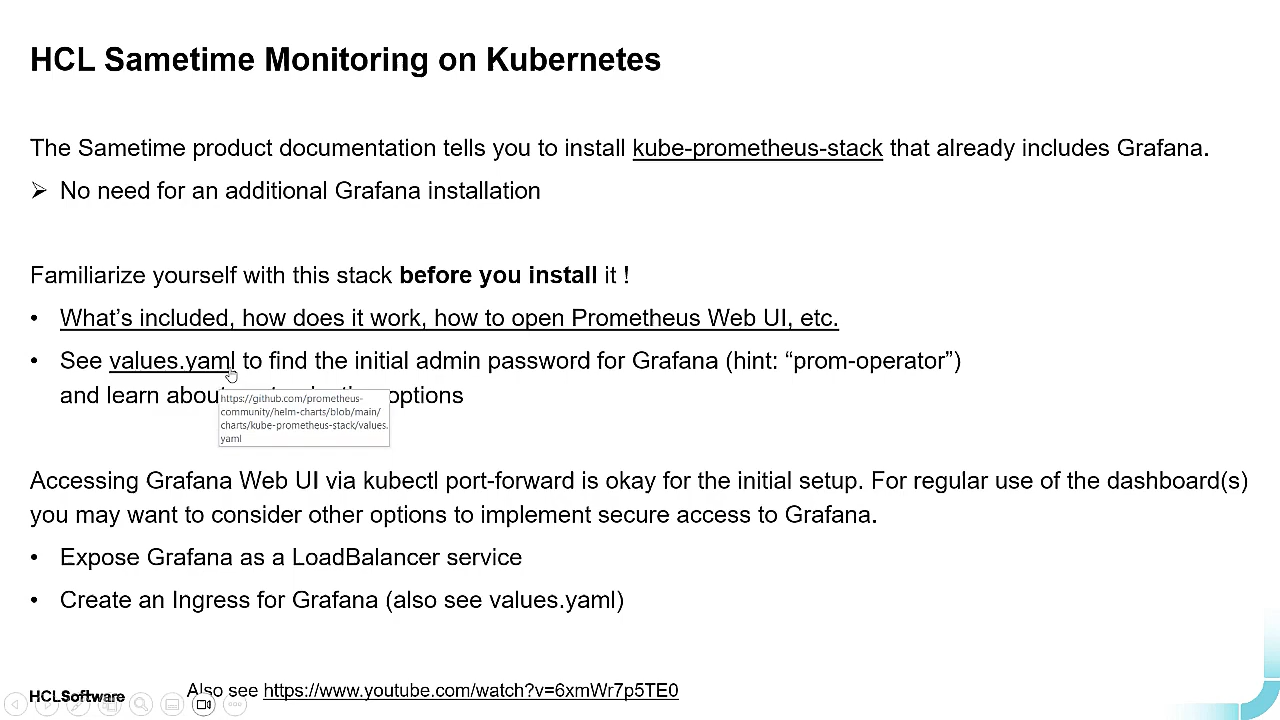 HCL Sametime Monitoring on Kubernetes
The Sametime product documentation tells you to install kube-prometheus-stack that already includes Grafana.
➢ No need for an additional Grafana installation
Familiarize yourself with this stack before you install it !
• What’s included, how does it work, how to open Prometheus Web UI, etc.
• See values.yaml to find the initial admin password for Grafana (hint: “prom-operator”)
and learn about options
https://github.com/prometheus-
community/helm-charts/blob/main/
charts/kube-prometheus-stack/values.
yaml
Accessing Grafana Web UI via kubectl port-forward is okay for the initial setup. For regular use of the dashboard(s)
you may want to consider other options to implement secure access to Grafana.
• Expose Grafana as a LoadBalancer service
• Create an Ingress for Grafana (also see values.yaml)
HCLSoftware
Also see https://www.youtube.com/watch?v=6xmWr7p5TE0